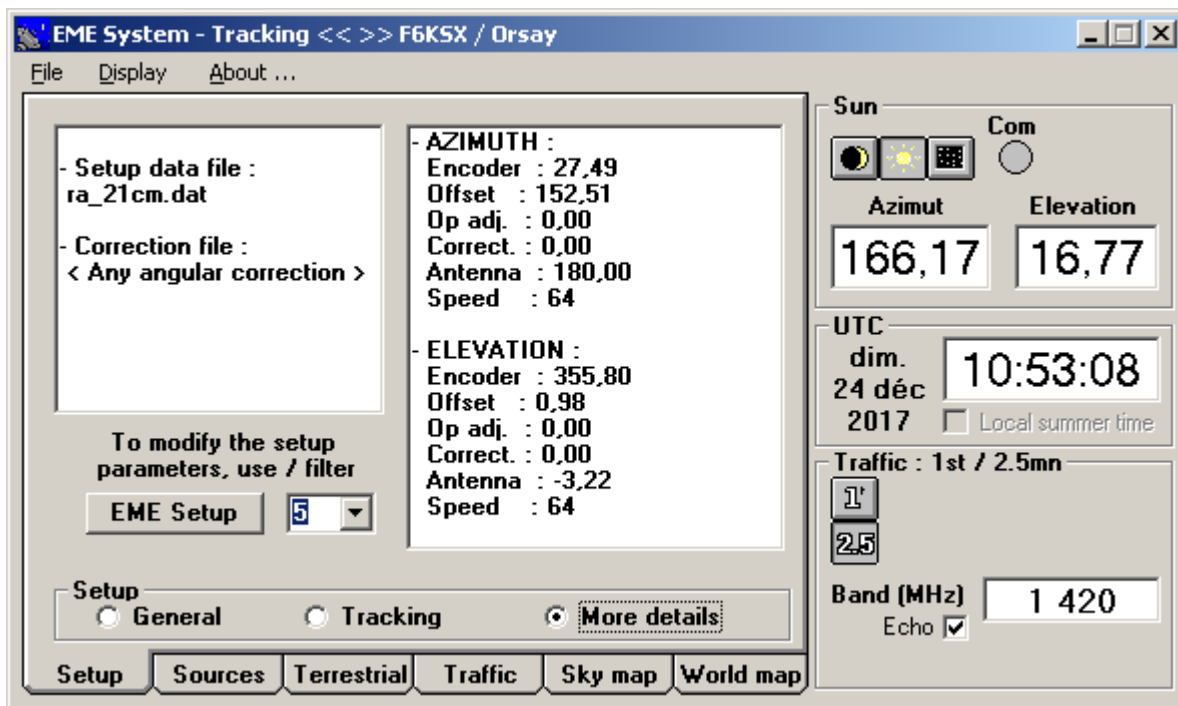 EME System - Tracking << >> F6KSX / Orsay
File Display About ...
- Setup data file :
ra_21cm.dat
- Correction file :
< Any angular correction >
To modify the setup
parameters, use / filter
EME Setup 5
- AZIMUTH :
Encoder : 27,49
Offset : 152,51
Op adj. : 0,00
Correct. : 0,00
Antenna : 180,00
Speed : 64
- ELEVATION :
Encoder : 355,80
Offset : 0,98
Op adj. : 0,00
Correct. : 0,00
Antenna : -3,22
Speed : 64
Setup
General Tracking More details
Setup Sources Terrestrial Traffic Sky map World map
Sun
Com
Azimut Elevation
166,17 16,77
UTC
dim.
24 déc
2017
10:53:08
Local summer time
Traffic : 1st / 2.5mn
1'
2.5
Band (MHz) 1 420
Echo